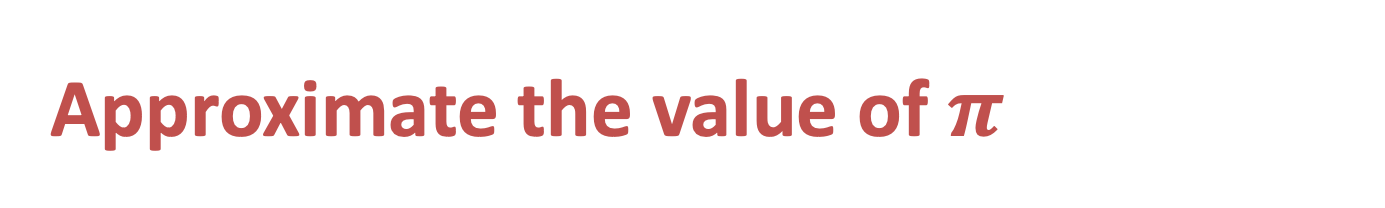 Approximate the value of π